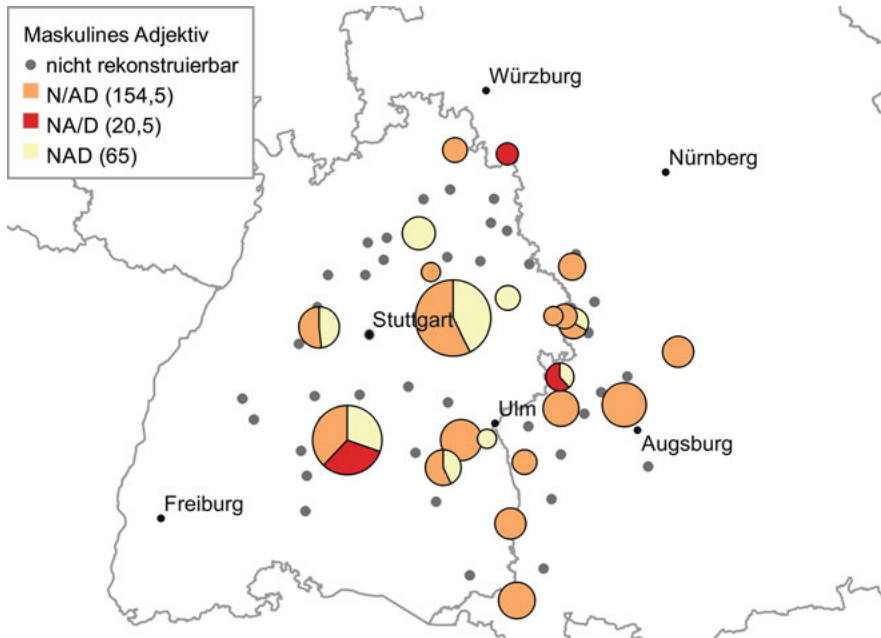 Maskulines Adjektiv
nicht rekonstruierbar
N/AD (154,5)
NA/D (20,5)
NAD (65)
Würzburg
Nürnberg
Stuttgart
Ulm
Augsburg
Freiburg